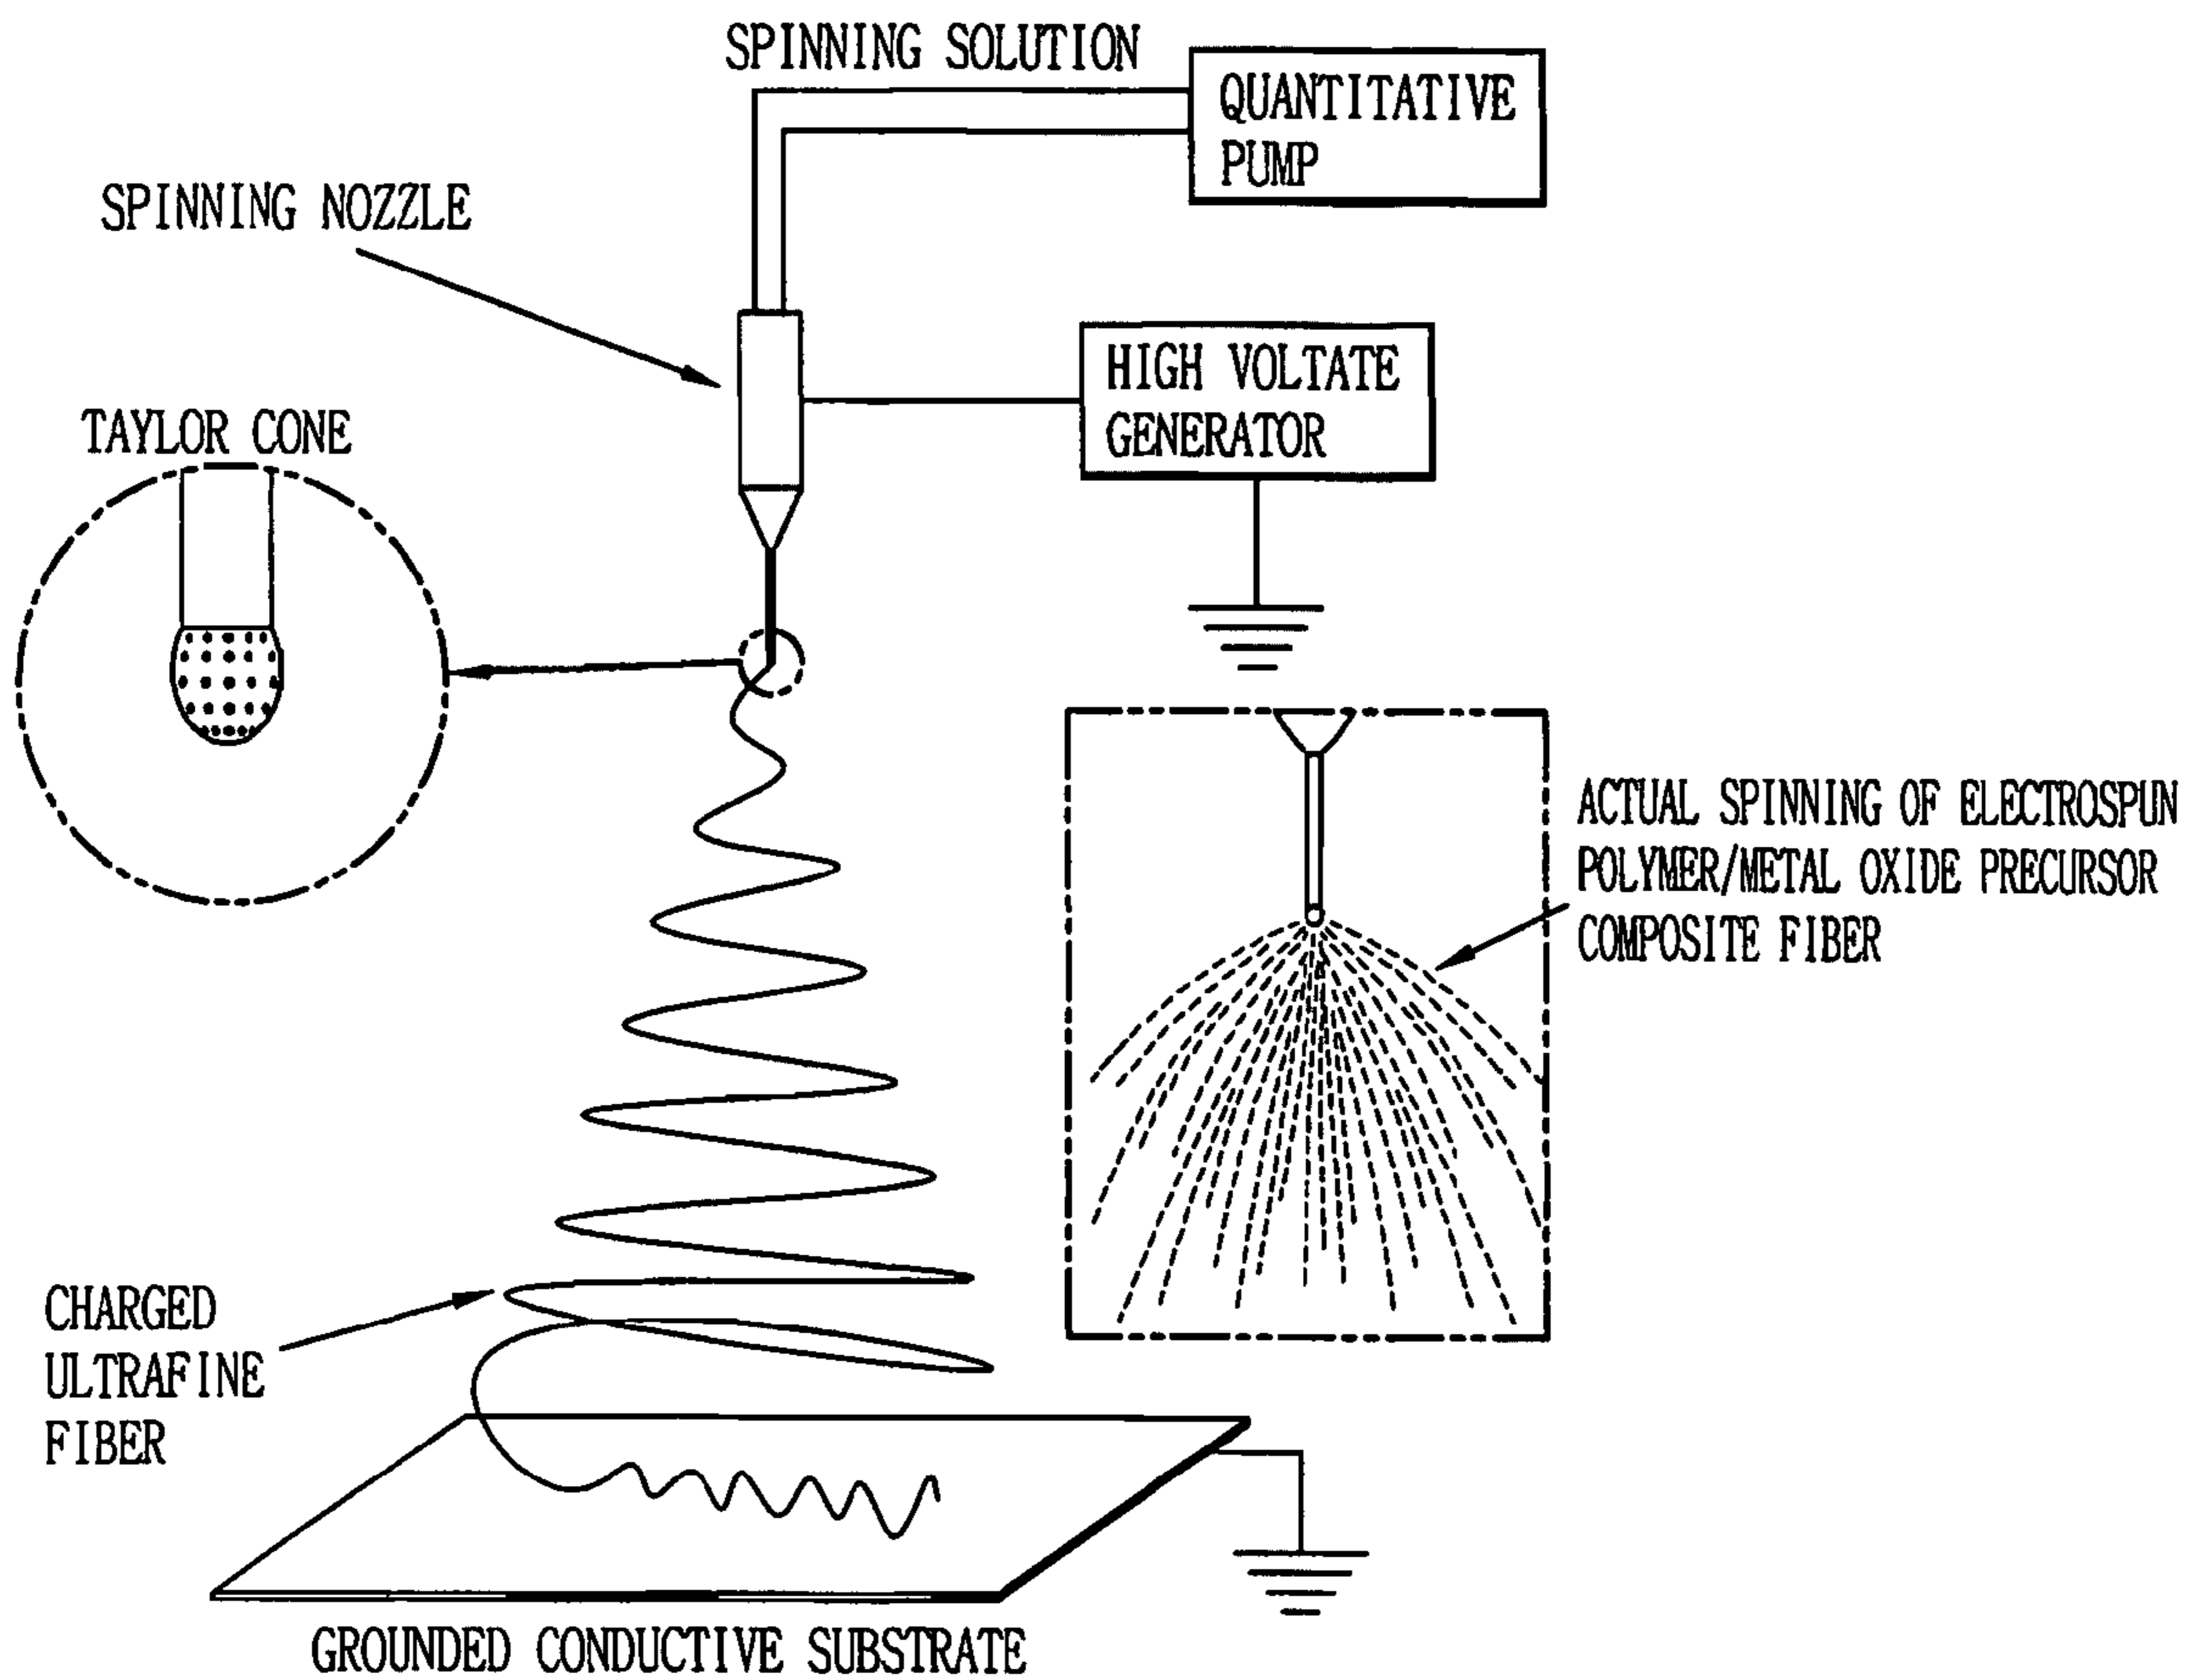 SPINNING SOLUTION
QUANTITATIVE
PUMP
SPINNING NOZZLE
HIGH VOLTATE
GENERATOR
TAYLOR CONE
ACTUAL SPINNING OF ELECTROSPUN
POLYMER/METAL OXIDE PRECURSOR
COMPOSITE FIBER
CHARGED
ULTRAFINE
FIBER
GROUNDED CONDUCTIVE SUBSTRATE